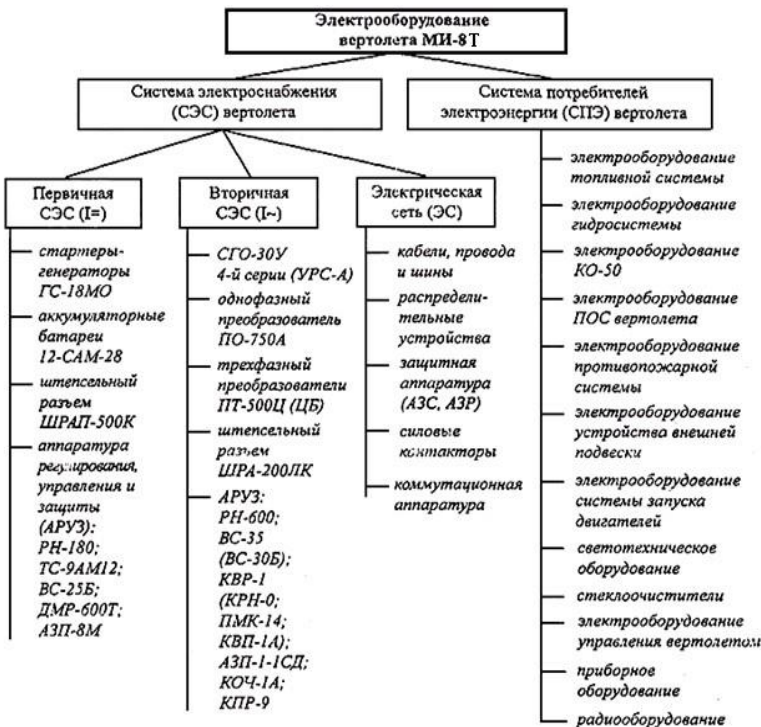 Электрооборудование
вертолета МИ-8Т
Система электроснабжения
(СЭС) вертолета
Система потребителей
электроэнергии (СПЭ) вертолета
Первичная
СЭС (I=)
стартеры-
генераторы
ГС-18МО
аккумуляторные
батареи
12-САМ-28
штепсельный
разъем
ШРАП-500К
аппаратура
регулирования,
управления и
защиты
(АРУЗ):
РН-180;
ТС-9АМ12;
ВС-25Б;
ДМР-600Т;
АЗП-8М
Вторичная
СЭС (I~)
СГО-30У
4-й серии (УРС-А)
однофазный
преобразователь
ПО-750А
трехфазный
преобразователи
ПТ-500Ц (ЦБ)
штепсельный
разъем
ШРА-200ЛК
АРУЗ:
РН-600;
ВС-35
(ВС-30Б);
КВР-1
(КРН-0;
ПМК-14;
КВП-1А);
АЗП-1-1СД;
КОЧ-1А;
КПР-9
Электрическая
сеть (ЭС)
кабели, провода
и шины
распредели-
тельные
устройства
защитная
аппаратура
(АЗС, АЗР)
силовые
контакторы
коммутационная
аппаратура
электрооборудование
топливной системы
электрооборудование
гидросистемы
электрооборудование
КО-50
электрооборудование
ПОС вертолета
электрооборудование
противопожарной
системы
электрооборудование
устройства внешней
подвески
электрооборудование
системы запуска
двигателей
светотехническое
оборудование
стеклоочистители
электрооборудование
управления вертолетом
приборное
оборудование
радиооборудование